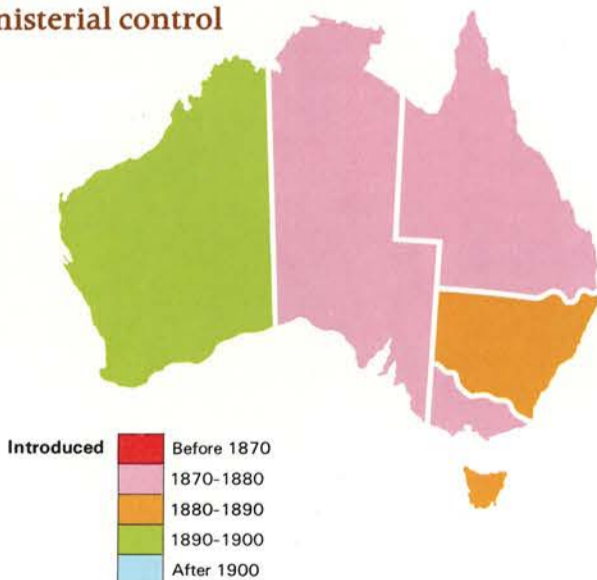 nisterial control
Introduced
Before 1870
1870-1880
1880-1890
1890-1900
After 1900